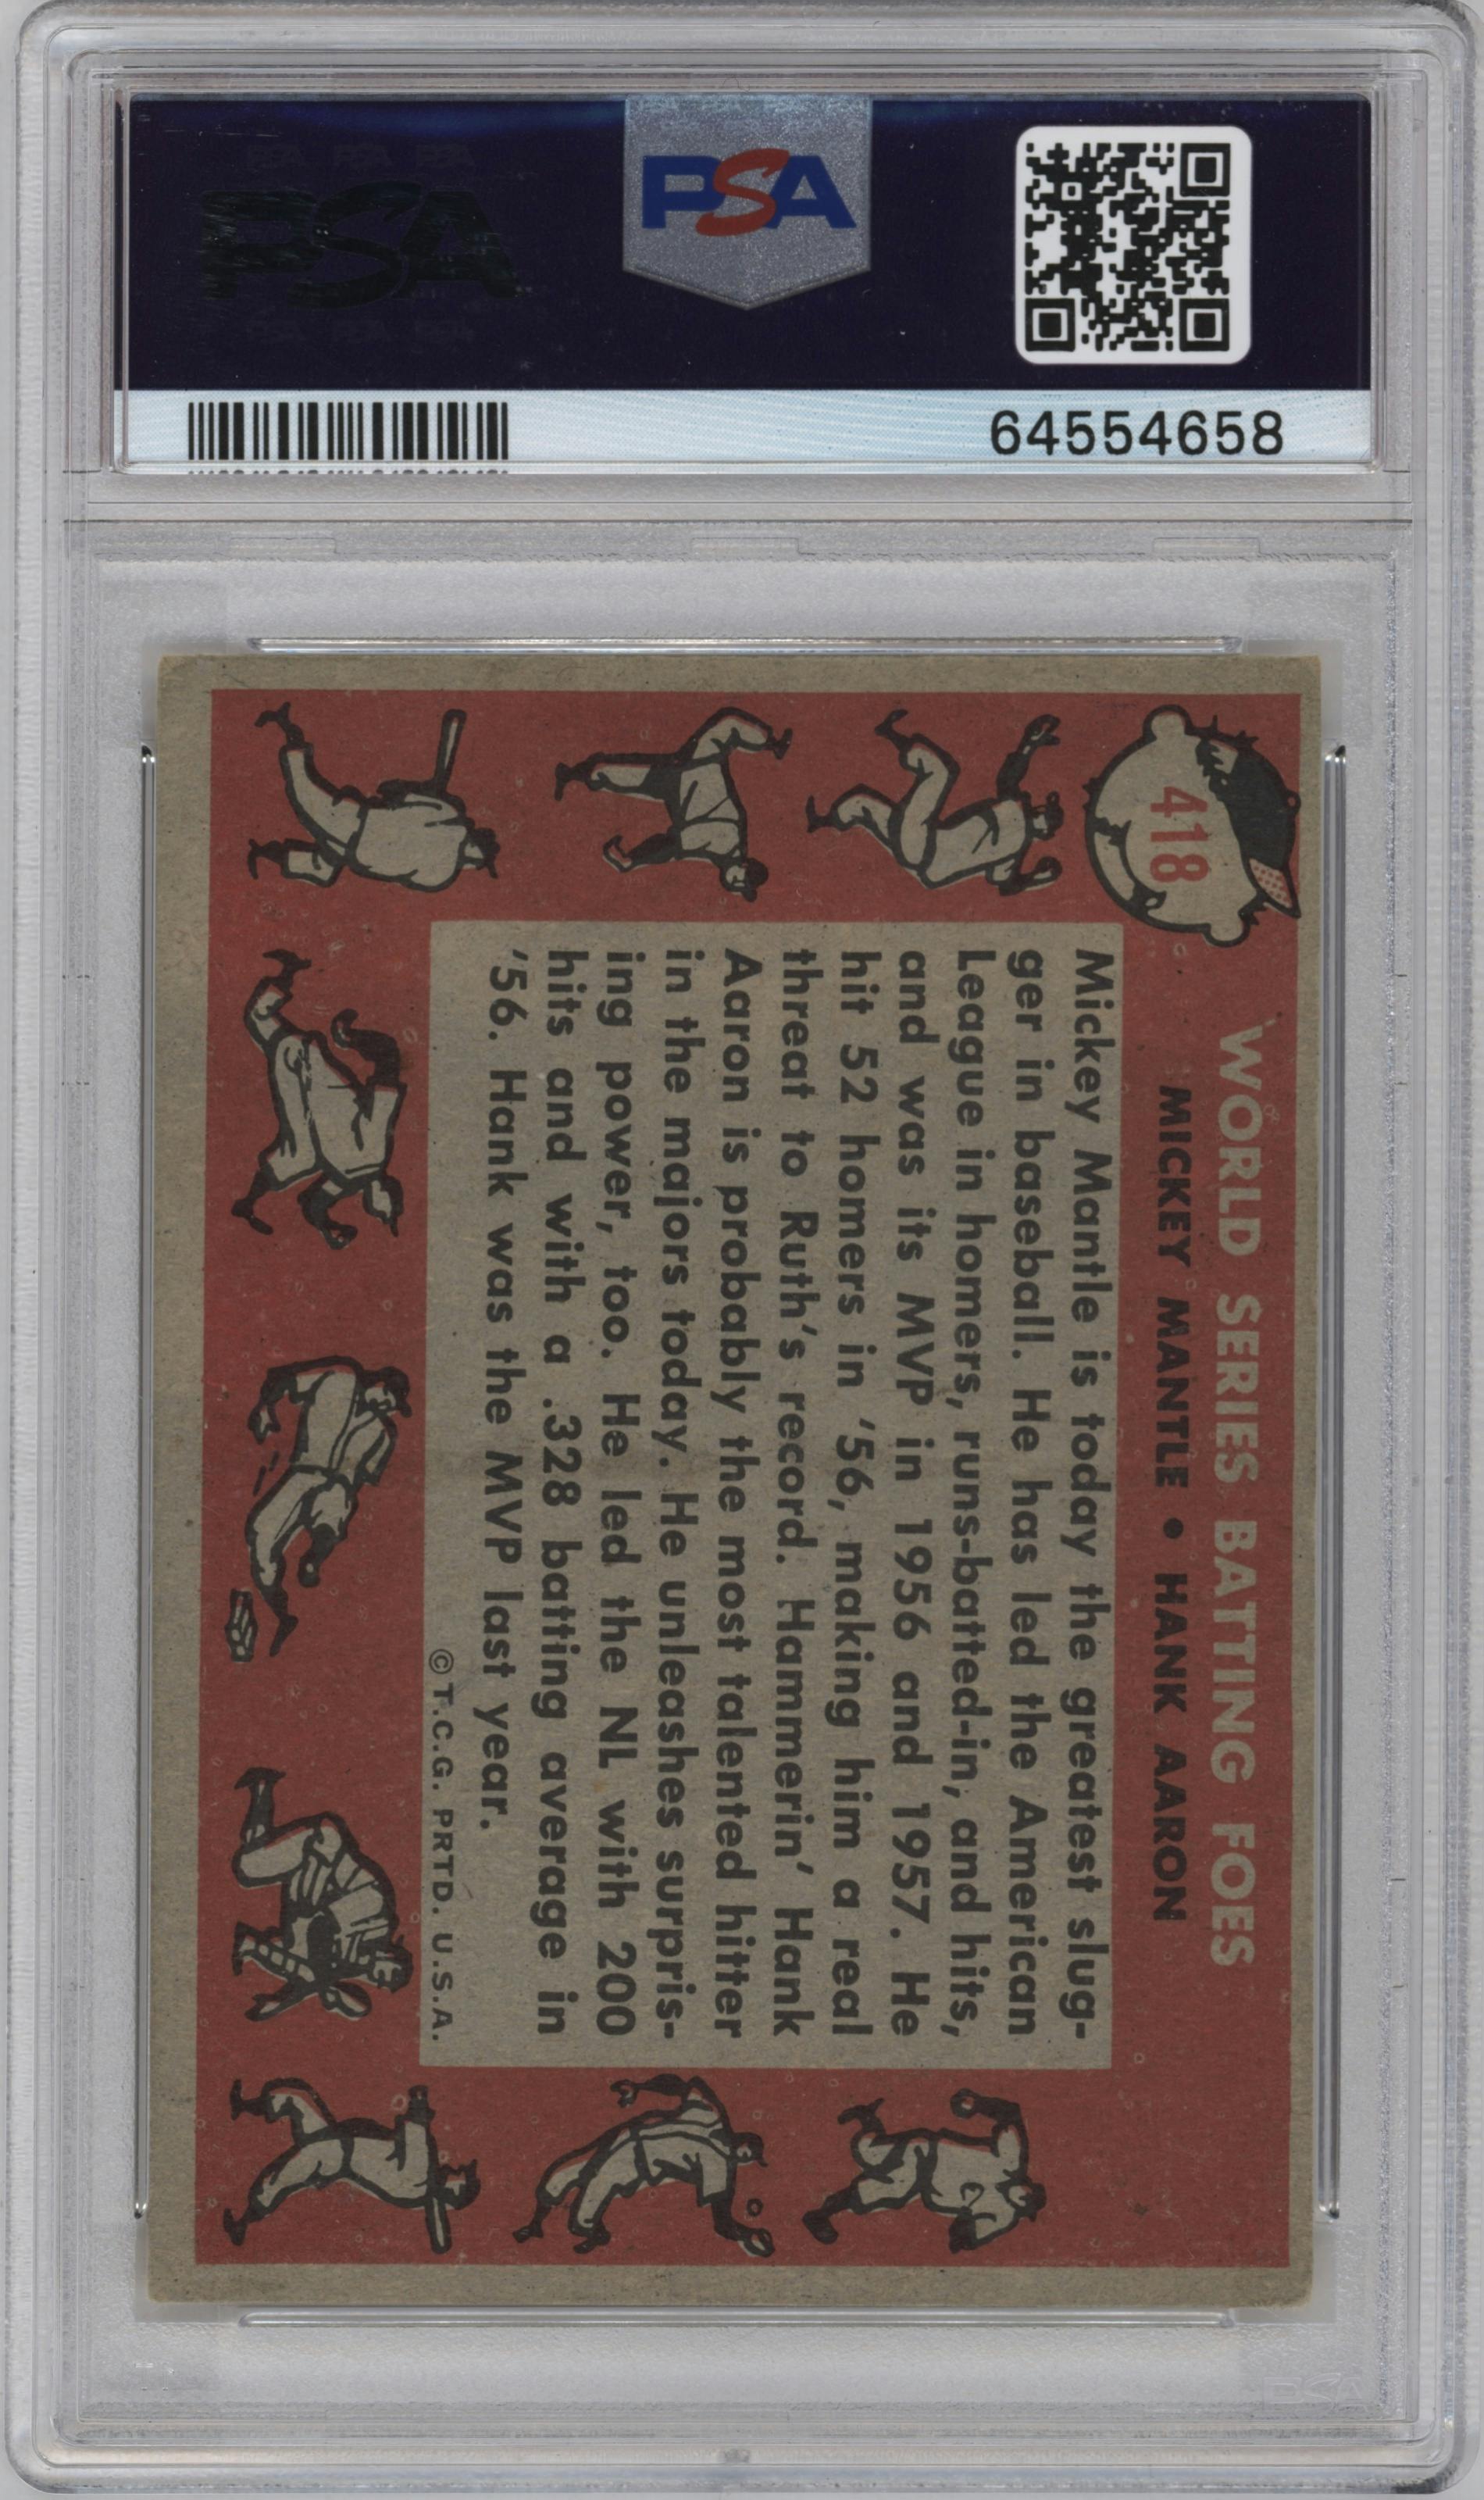 PSA
PSA
64554658
418
WORLD SERIES BATTING FOES
MICKEY MANTLE • HANK AARON
Mickey Mantle is today the greatest slug-
ger in baseball. He has led the American
League in homers, runs-batted-in, and hits,
and was its MVP in 1956 and 1957. He
hit 52 homers in '56, making him a real
threat to Ruth's record. Hammerin' Hank
Aaron is probably the most talented hitter
in the majors today. He unleashes surpris-
ing power, too. He led the NL with 200
hits and with a .328 batting average in
'56. Hank was the MVP last year.
© T.C.G. PRTD. U.S.A.
PSA